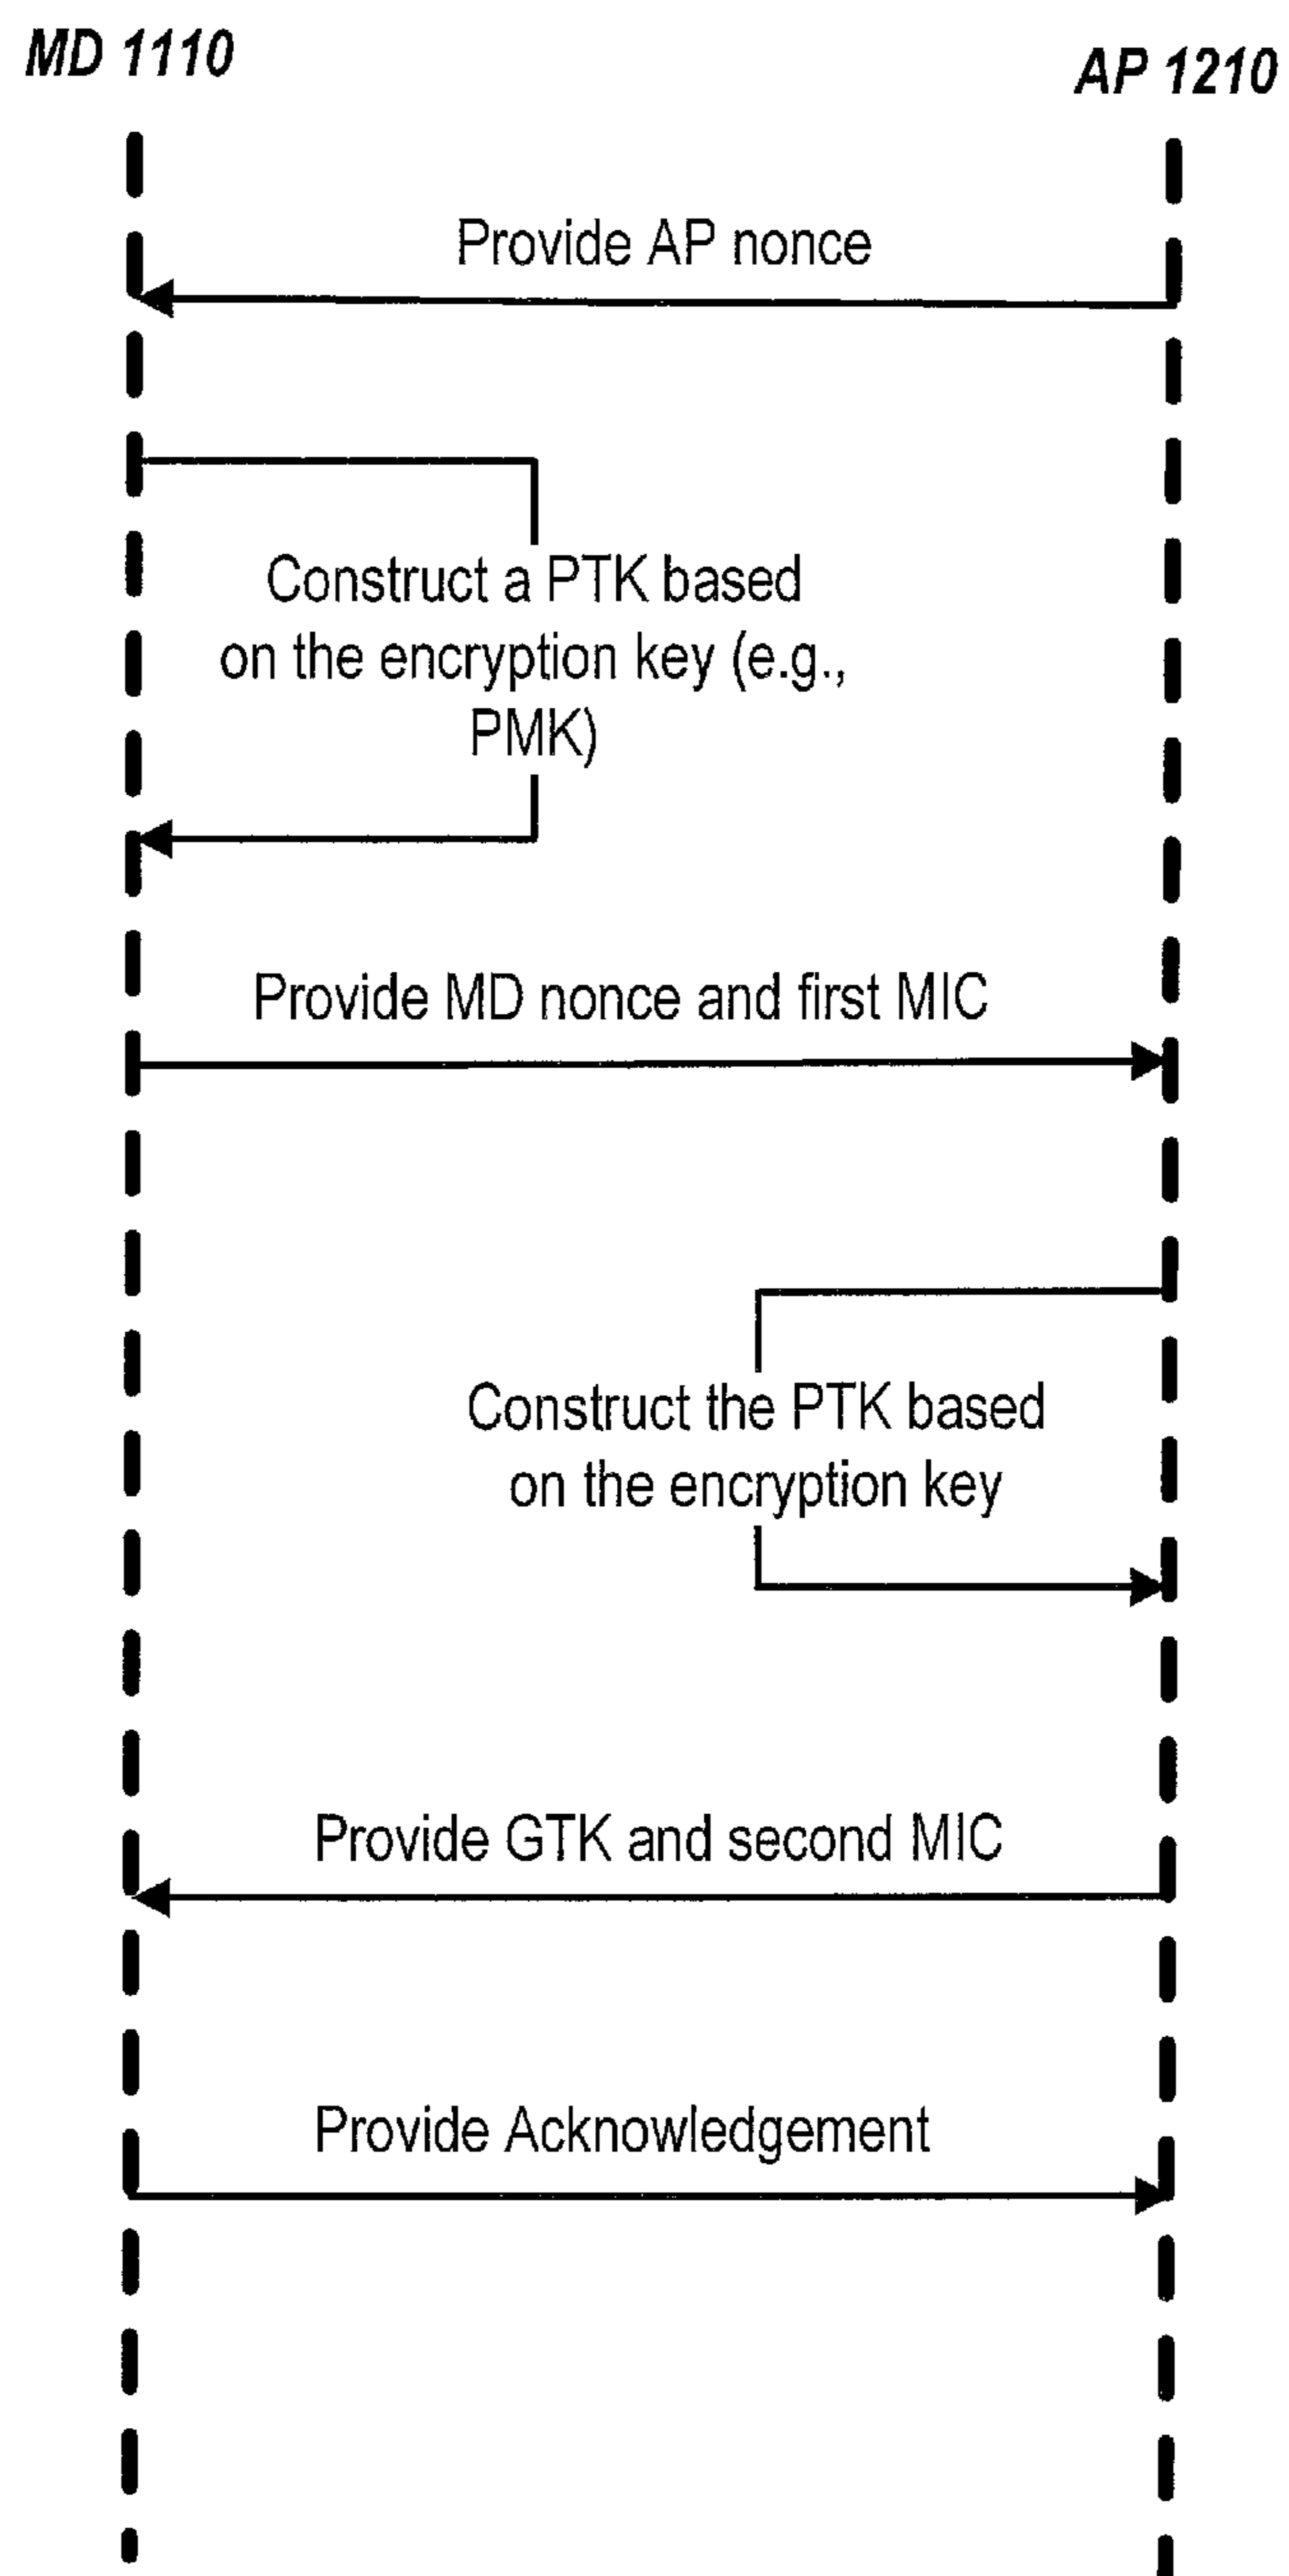 MD 1110
AP 1210
Provide AP nonce
Construct a PTK based
on the encryption key (e.g.,
PMK)
Provide MD nonce and first MIC
Construct the PTK based
on the encryption key
Provide GTK and second MIC
Provide Acknowledgement